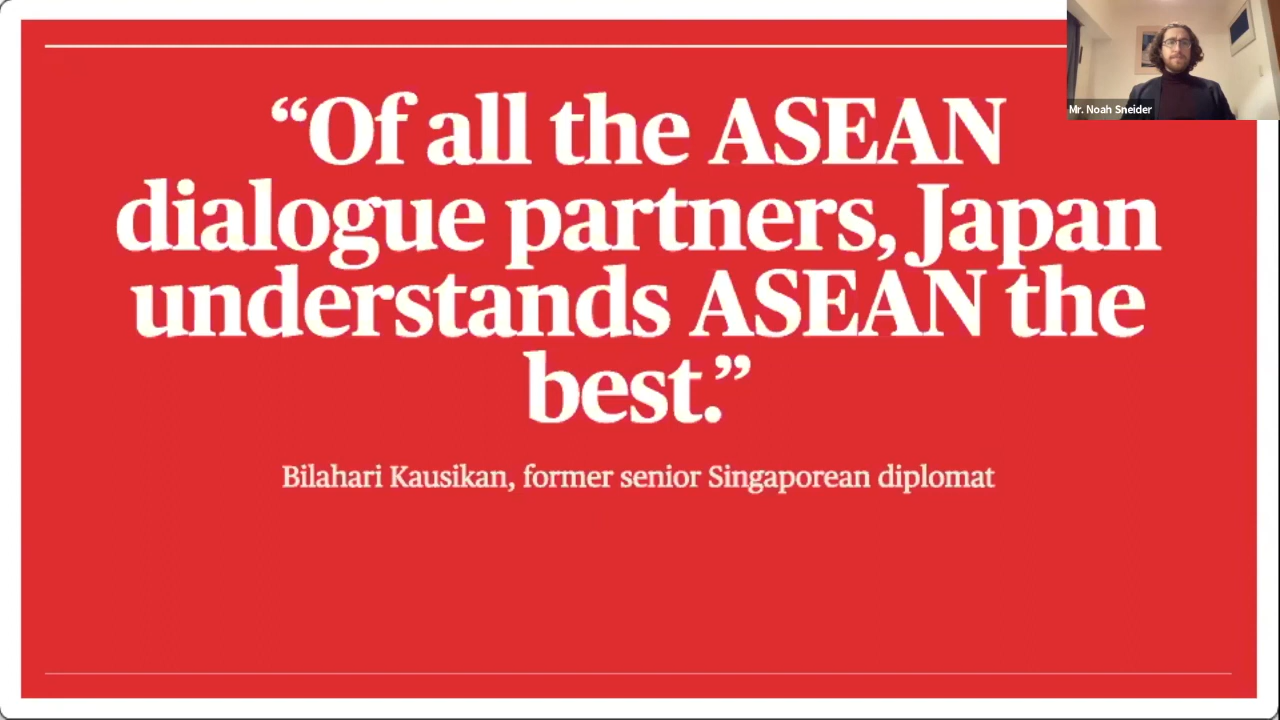 “Of all the ASEAN
dialogue partners, Japan
understands ASEAN the
best.”
Bilahari Kausikan, former senior Singaporean diplomat
Mr. Noah Sneider